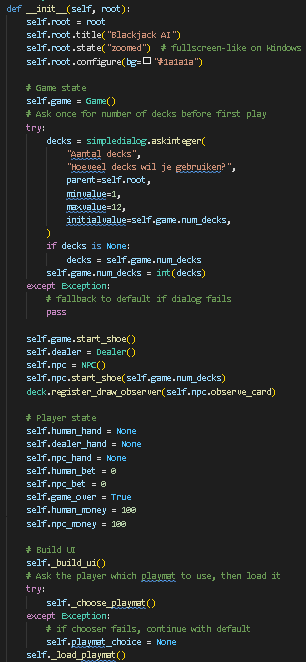 def __init__(self, root):
self.root = root
self.root.title("Blackjack AI")
self.root.state("zoomed")  # fullscreen-like on Windows
self.root.configure(bg="#1a1a1a")
# Game state
self.game = Game()
# Ask once for number of decks before first play
try:
decks = simpledialog.askinteger(
"Aantal decks",
"Hoeveel decks wil je gebruiken?",
parent=self.root,
minvalue=1,
maxvalue=12,
initialvalue=self.game.num_decks,
)
if decks is None:
decks = self.game.num_decks
self.game.num_decks = int(decks)
except Exception:
# fallback to default if dialog fails
pass
self.game.start_shoe()
self.dealer = Dealer()
self.npc = NPC()
self.npc.start_shoe(self.game.num_decks)
deck.register_draw_observer(self.npc.observe_card)
# Player state
self.human_hand = None
self.dealer_hand = None
self.npc_hand = None
self.human_bet = 0
self.npc_bet = 0
self.game_over = True
self.human_money = 100
self.npc_money = 100
# Build UI
self._build_ui()
# Ask the player which playmat to use, then load it
try:
self._choose_playmat()
except Exception:
# if chooser fails, continue with default
self.playmat_choice = None
self._load_playmat()